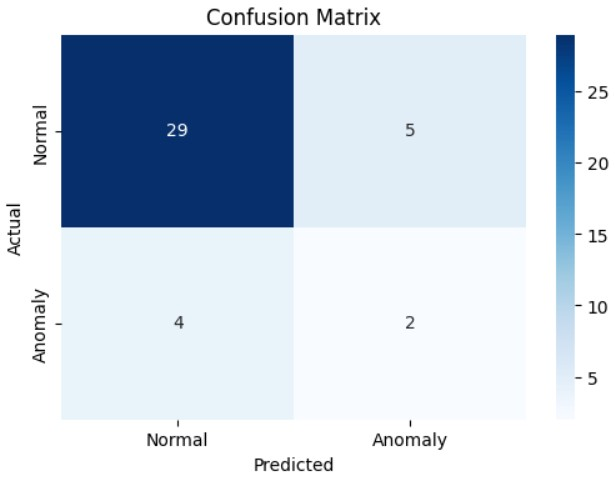 Confusion Matrix
Actual
Normal
29
5
Anomaly
4
2
Normal
Anomaly
Predicted
25
20
15
10
5